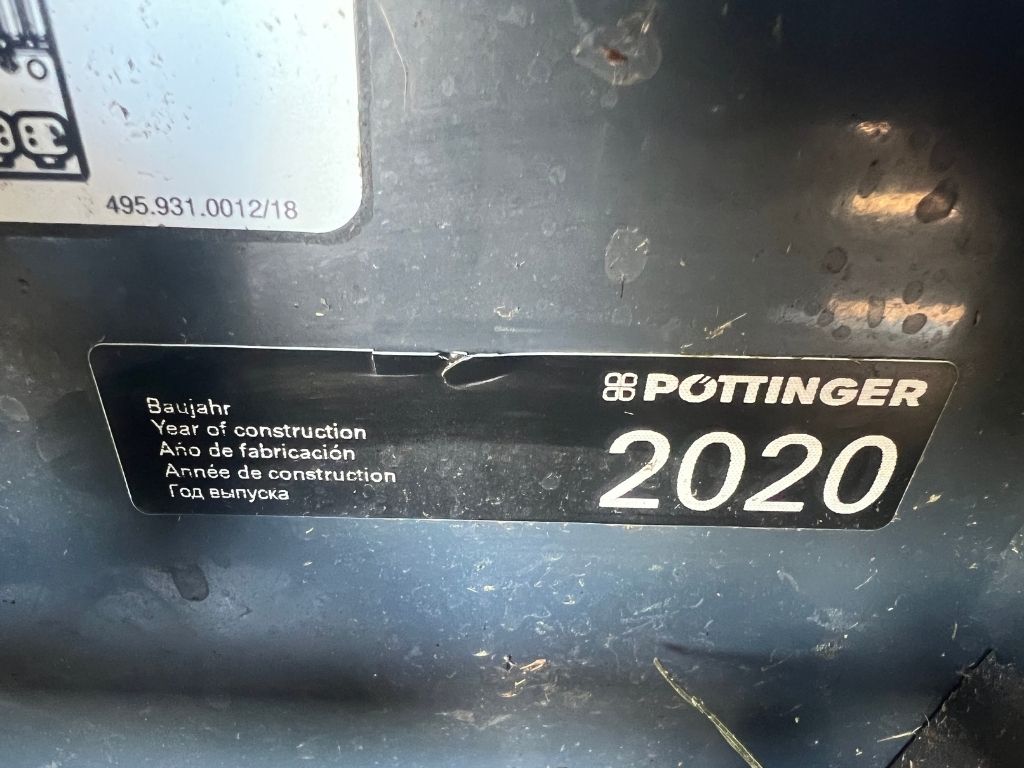 495.931.0012/18
PÖTTINGER
Baujahr
Year of construction
Año de fabricación
Année de construction
Год выпуска
2020